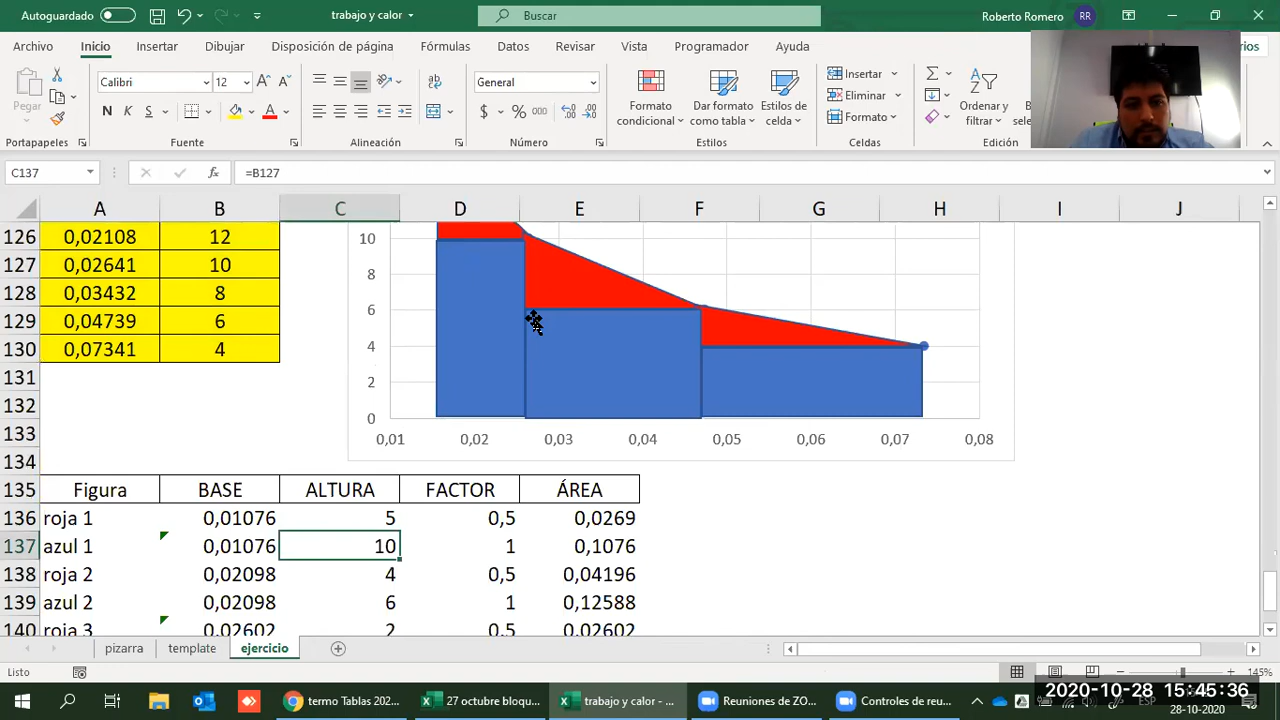 Autoguardado trabajo y calor Buscar Roberto Romero RR
Archivo Inicio Insertar Dibujar Disposición de página Fórmulas Datos Revisar Vista Programador Ayuda
Pegar
Portapapeles
Calibri 12
N K S
Fuente
Alineación
General
$ % 000
Número
Formato condicional
Dar formato como tabla
Estilos de celda
Estilos
Insertar
Eliminar
Formato
Celdas
Ordenar y filtrar
Edición
C137 fx =B127
A B C D E F G H I J
126 0,02108 12
127 0,02641 10
128 0,03432 8
129 0,04739 6
130 0,07341 4
131
132
133
134
10
8
6
4
2
0
0,01 0,02 0,03 0,04 0,05 0,06 0,07 0,08
135 Figura BASE ALTURA FACTOR ÁREA
136 roja 1 0,01076 5 0,5 0,0269
137 azul 1 0,01076 10 1 0,1076
138 roja 2 0,02098 4 0,5 0,04196
139 azul 2 0,02098 6 1 0,12588
140 roja 3 0,02602 2 0,5 0,02602
pizarra template ejercicio
Listo 145%
termo Tablas 202... 27 octubre bloqu... trabajo y calor - ... Reuniones de ZO... Controles de reu...
2020-10-28 15:45:36
ESP
28-10-2020